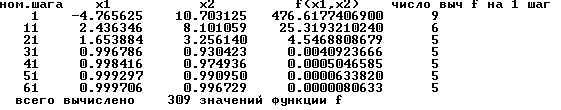 ном.шага x1 x2 f(x1,x2) число выч f на 1 шаг
1 -4.765625 10.703125 476.6177406900 9
11 2.436346 8.101059 25.3193210240 6
21 1.653884 3.256140 4.5468808679 5
31 0.996786 0.930423 0.0040923666 5
41 0.998416 0.974936 0.0005046585 5
51 0.999297 0.990950 0.0000633820 5
61 0.999706 0.996729 0.0000080633 5
всего вычислено 309 значений функции f